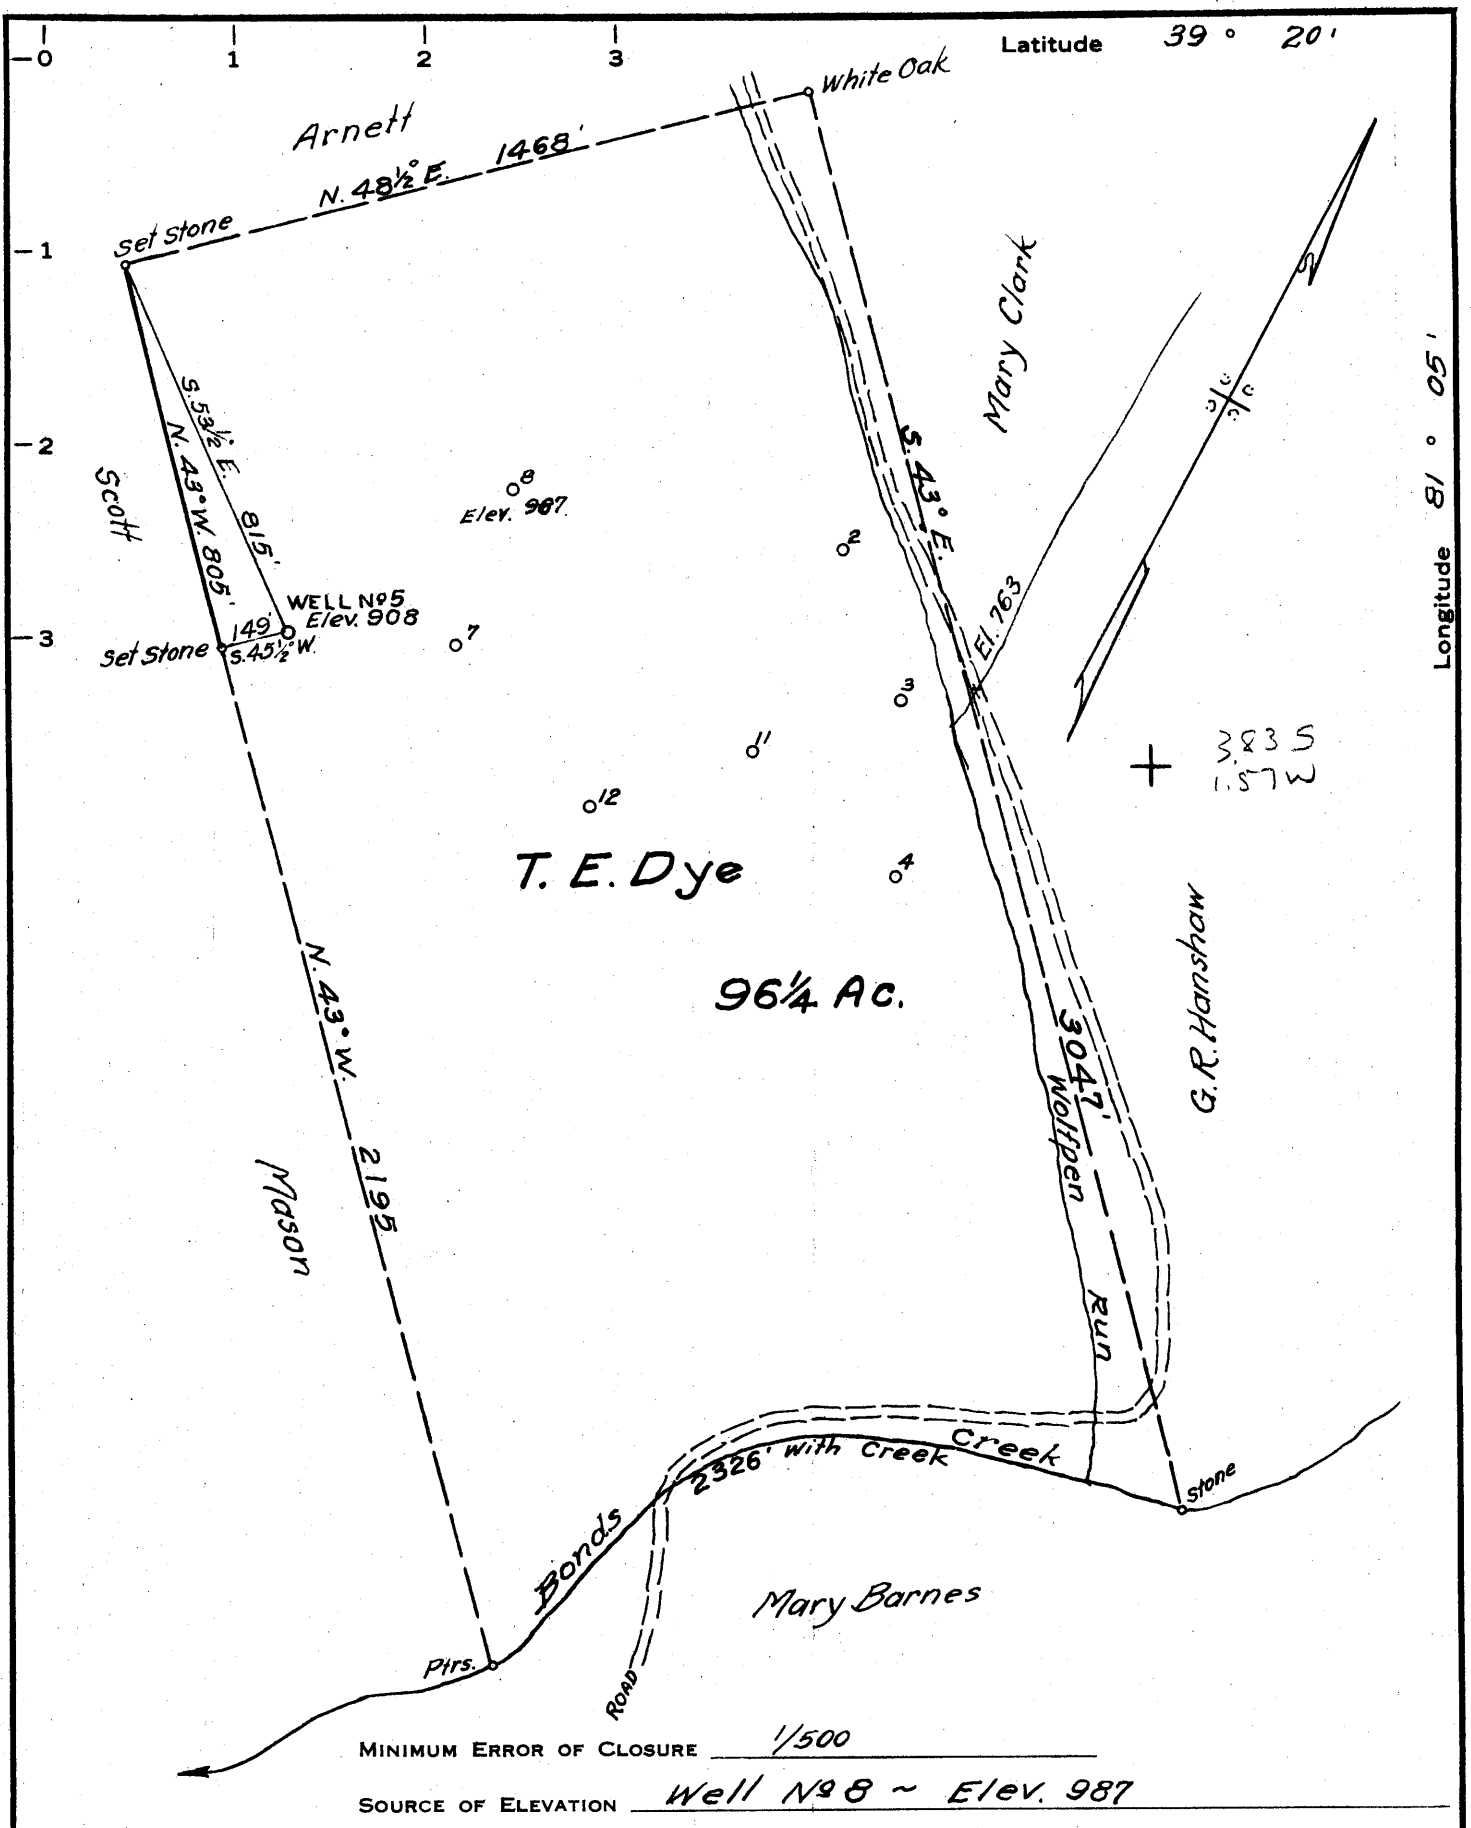 0 1 2 3 Latitude 39° 20'
White Oak
Arnett
1468'
N. 48½° E.
Set Stone
1
Mary Clark
Longitude 81° 05'
2
S. 53½° E. 815'
N. 43° W. 805'
Scott
8
Elev. 987
S. 43° E. 3047'
2
WELL Nº 5
Elev. 908
149'
S. 45½° W.
Set Stone
3
7
El. 763
3
11
12
3.83 S
1.57 W
T. E. Dye
4
96¼ Ac.
G. R. Hanshaw
N. 43° W. 2195
Wolfpen Run
Mason
2326' with Creek
Bonds Creek
Stone
Mary Barnes
Ptrs.
ROAD
MINIMUM ERROR OF CLOSURE 1/500
SOURCE OF ELEVATION Well Nº 8 ~ Elev. 987